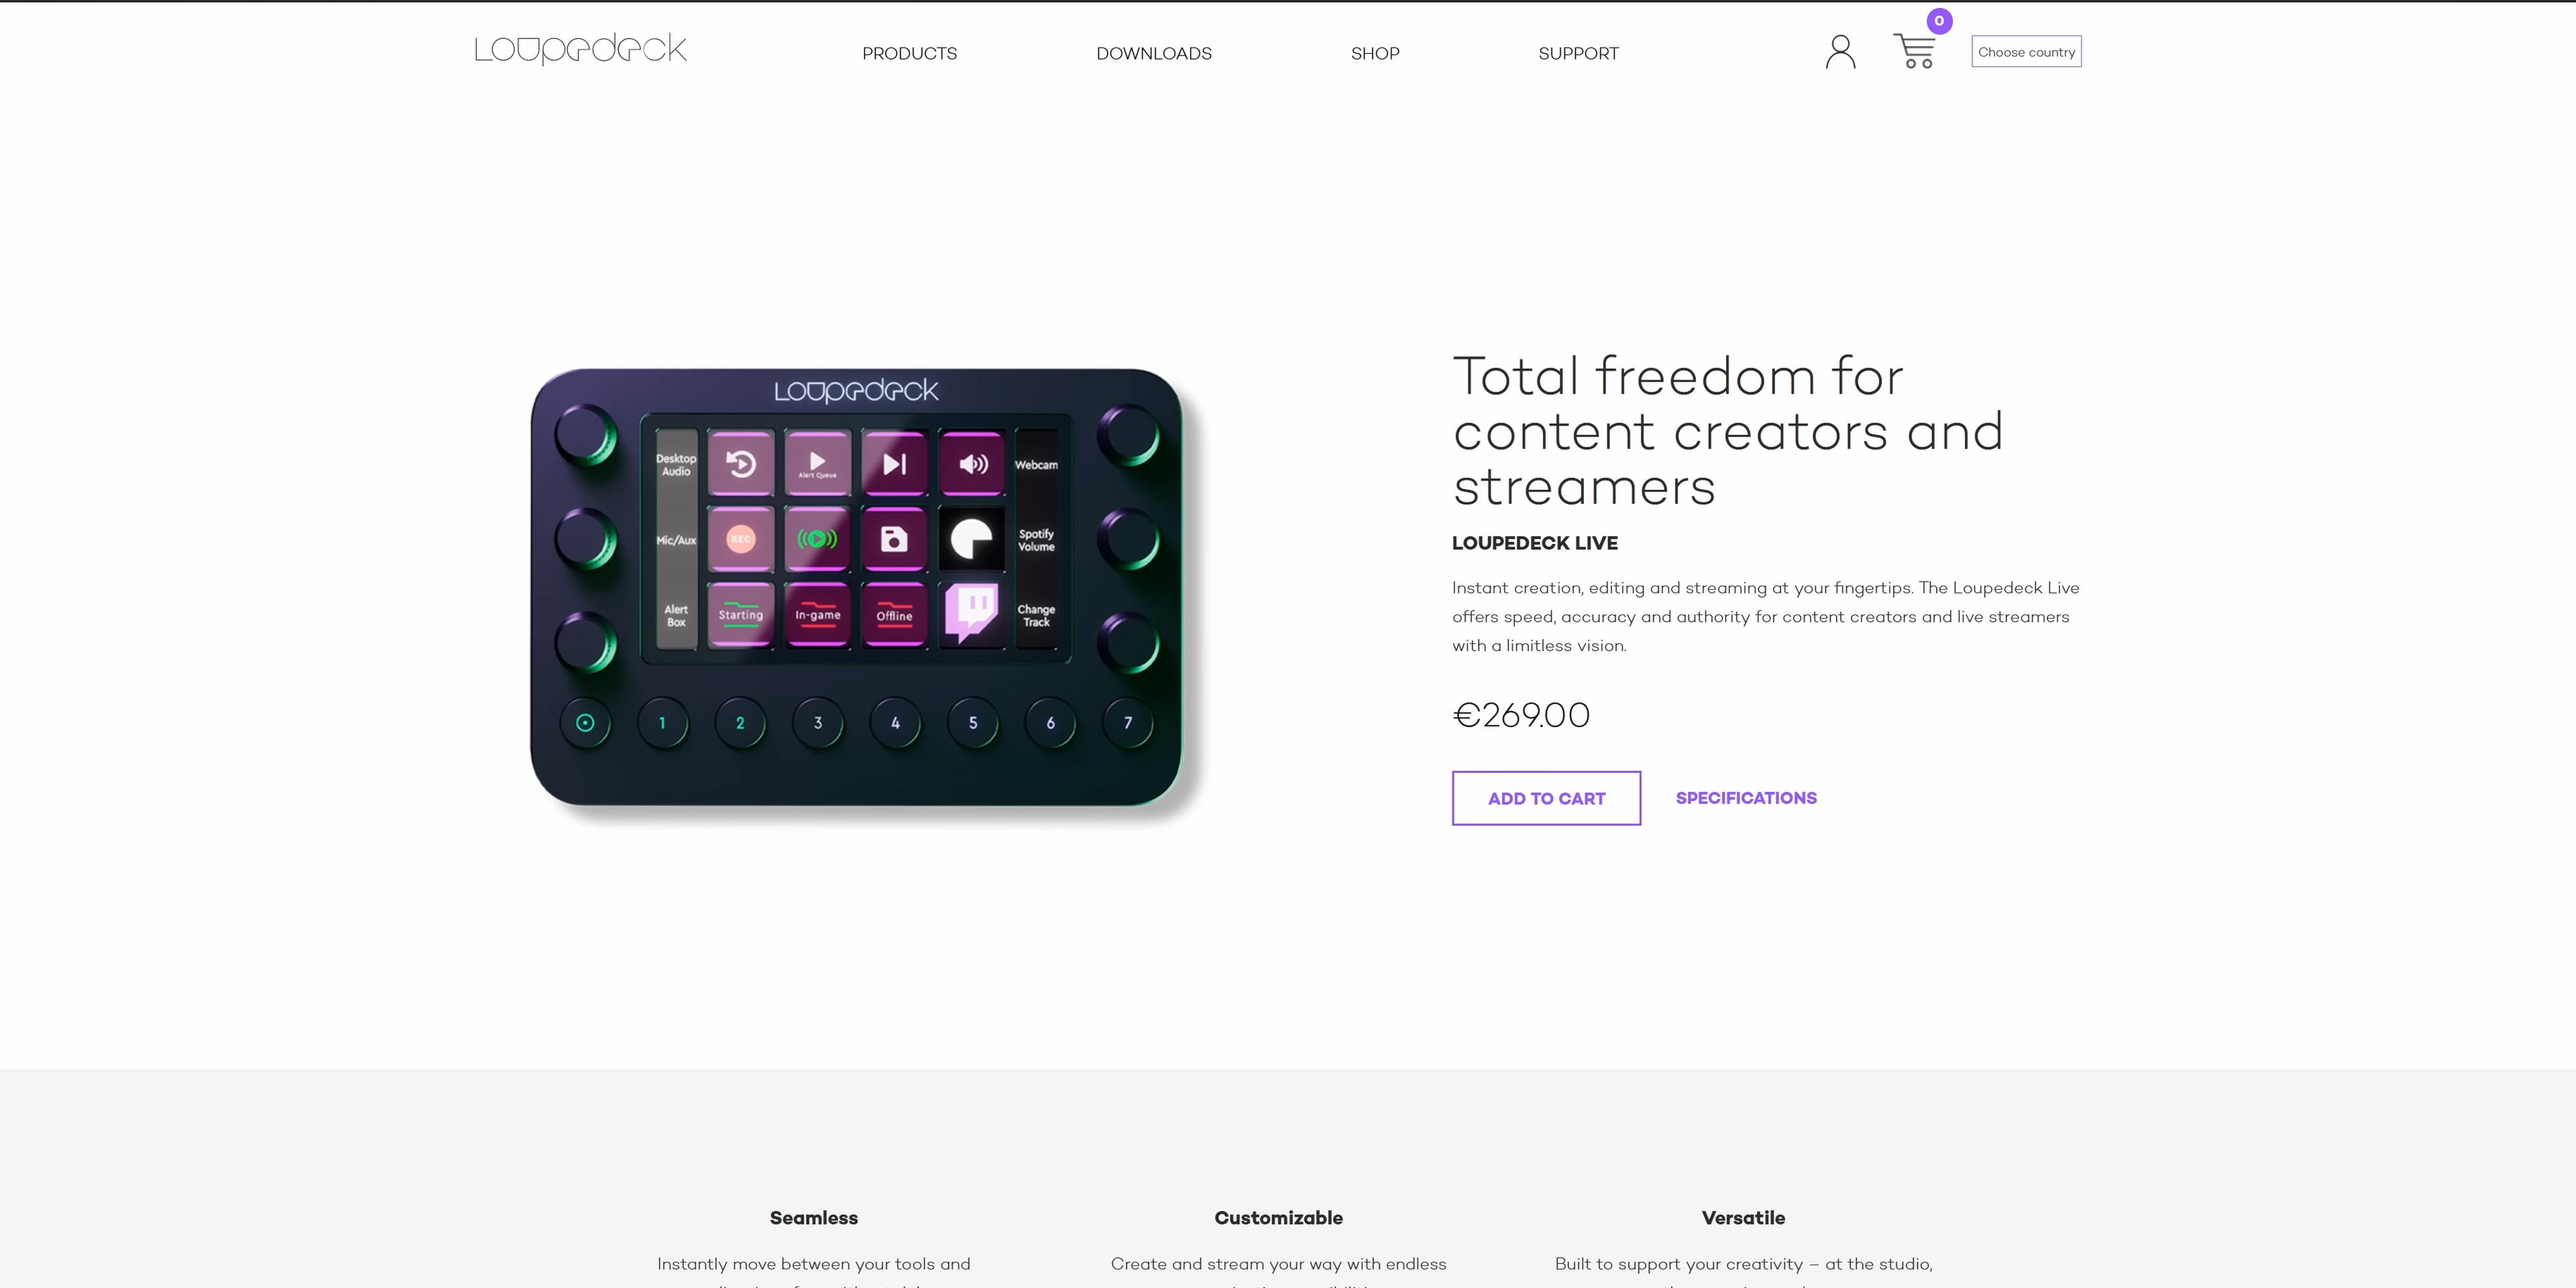 Loupedeck
PRODUCTS
DOWNLOADS
SHOP
SUPPORT
0
Choose country
Loupedeck
Desktop
Audio
Alert Queue
Webcam
Mic/Aux
REC
Spotify
Volume
Alert
Box
Starting
In-game
Offline
Change
Track
1
2
3
4
5
6
7
Total freedom for
content creators and
streamers
LOUPEDECK LIVE
Instant creation, editing and streaming at your fingertips. The Loupedeck Live
offers speed, accuracy and authority for content creators and live streamers
with a limitless vision.
€269.00
ADD TO CART
SPECIFICATIONS
Seamless
Instantly move between your tools and
Customizable
Create and stream your way with endless
Versatile
Built to support your creativity – at the studio,